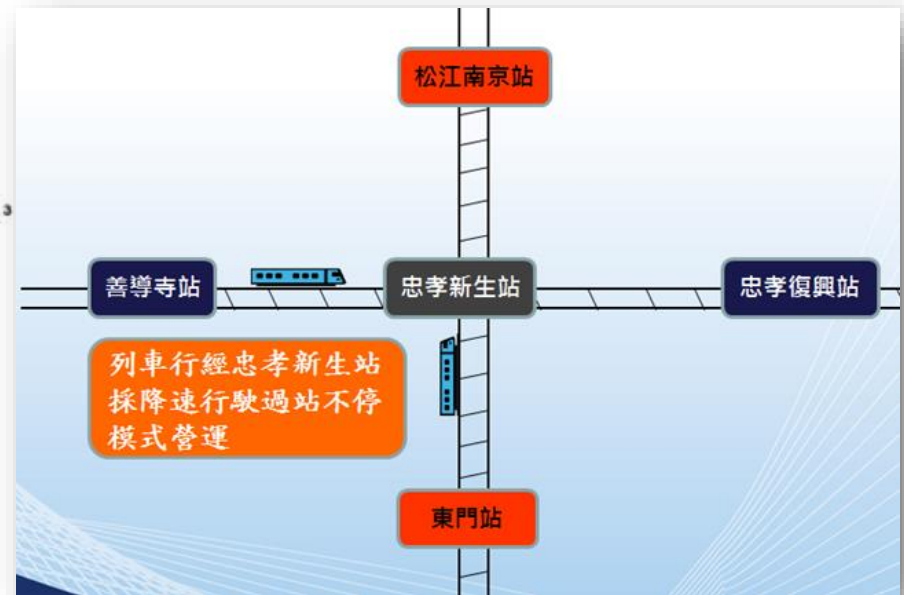 松江南京站
3
善導寺站
忠孝新生站
忠孝復興站
列車行經忠孝新生站
採降速行駛過站不停
模式營運
東門站